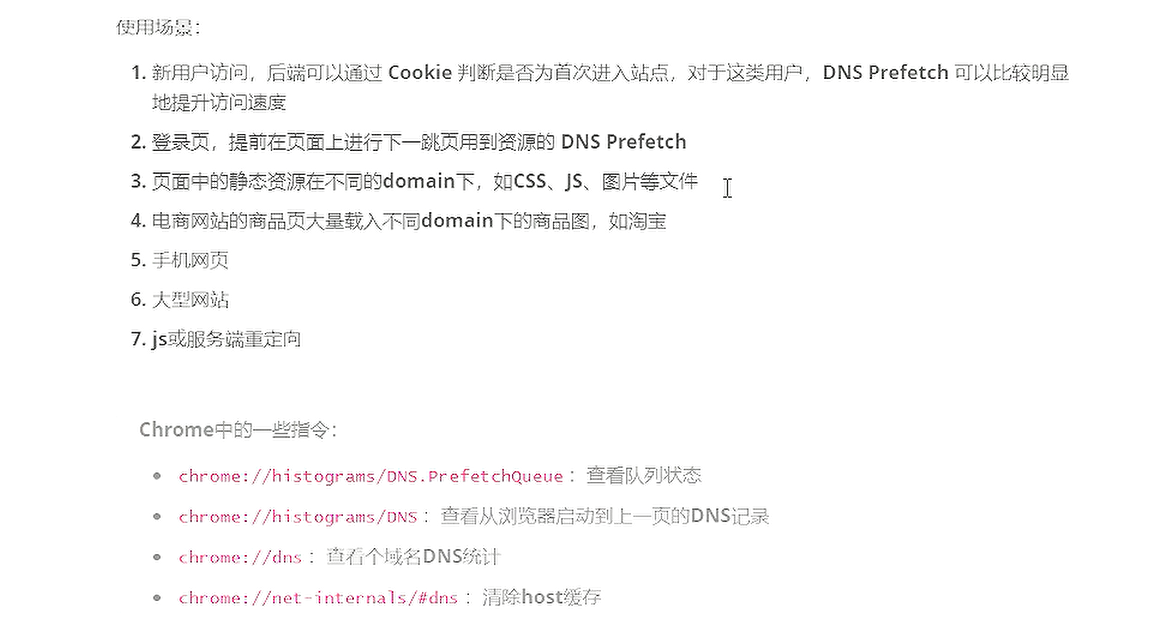 使用场景：
1. 新用户访问，后端可以通过 Cookie 判断是否为首次进入站点，对于这类用户，DNS Prefetch 可以比较明显
地提升访问速度
2. 登录页，提前在页面上进行下一跳页用到资源的 DNS Prefetch
3. 页面中的静态资源在不同的domain下，如CSS、JS、图片等文件
4. 电商网站的商品页大量载入不同domain下的商品图，如淘宝
5. 手机网页
6. 大型网站
7. js或服务端重定向
Chrome中的一些指令：
• chrome://histograms/DNS.PrefetchQueue ：查看队列状态
• chrome://histograms/DNS ：查看从浏览器启动到上一页的DNS记录
• chrome://dns ：查看个域名DNS统计
• chrome://net-internals/#dns ：清除host缓存